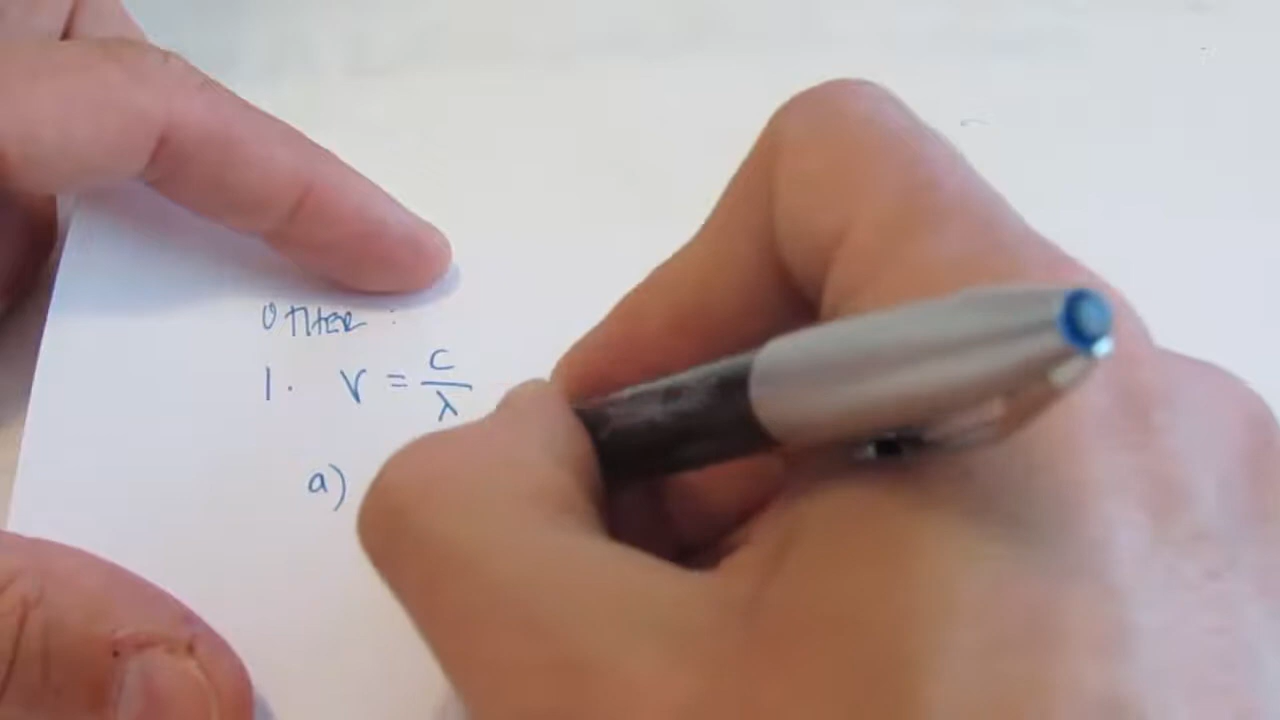 OTHER :
1. ν = c/λ
a)